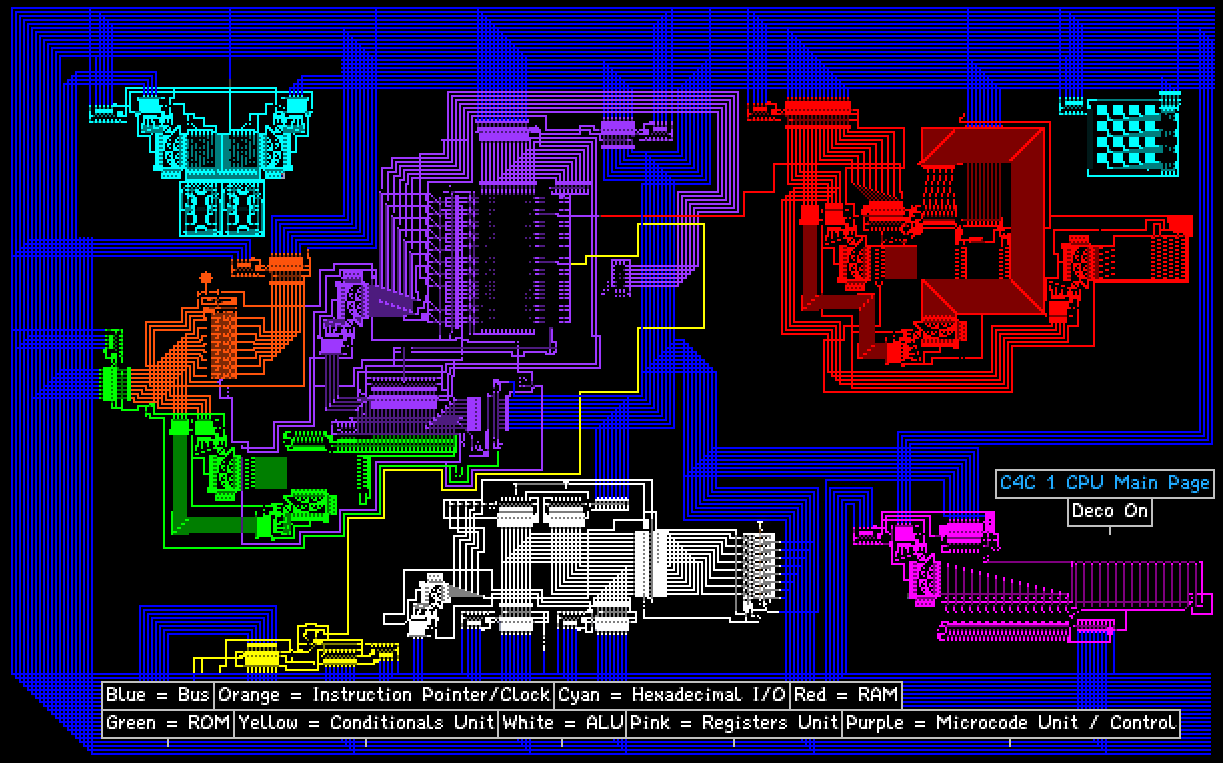 C4C 1 CPU Main Page
Deco On
Blue = Bus Orange = Instruction Pointer/Clock Cyan = Hexadecimal I/O Red = RAM
Green = ROM Yellow = Conditionals Unit White = ALU Pink = Registers Unit Purple = Microcode Unit / Control